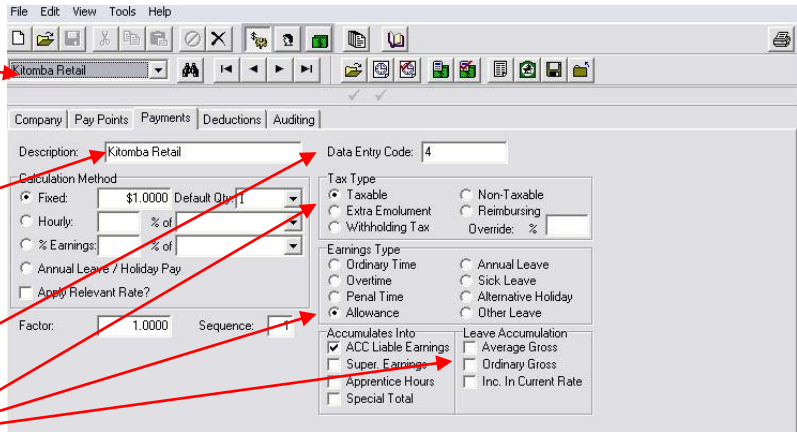 File Edit View Tools Help
Kitomba Retail
Company Pay Points Payments Deductions Auditing
Description: Kitomba Retail
Data Entry Code: 4
Calculation Method
Fixed: $1.0000 Default Qty: 1
Hourly: % of
% Earnings: % of
Annual Leave / Holiday Pay
Apply Relevant Rate?
Factor: 1.0000 Sequence: 1
Tax Type
Taxable Non-Taxable
Extra Emolument Reimbursing
Withholding Tax Override: %
Earnings Type
Ordinary Time Annual Leave
Overtime Sick Leave
Penal Time Alternative Holiday
Allowance Other Leave
Accumulates Into
ACC Liable Earnings
Super. Earnings
Apprentice Hours
Special Total
Leave Accumulation
Average Gross
Ordinary Gross
Inc. In Current Rate